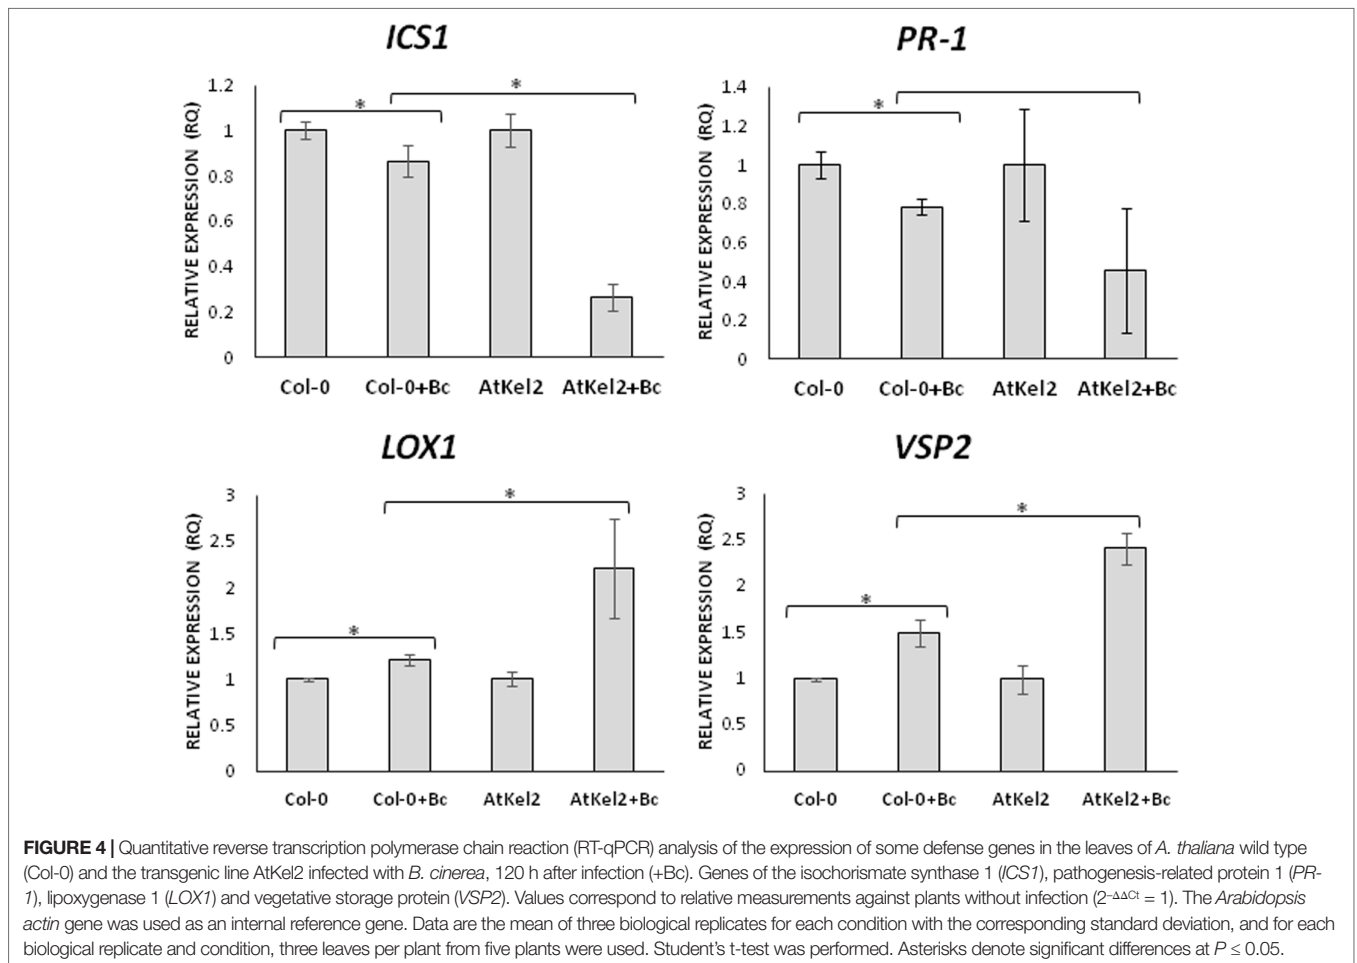 ICS1
*
*
RELATIVE EXPRESSION (RQ)
1.2
1
0.8
0.6
0.4
0.2
0
Col-0 Col-0+Bc AtKel2 AtKel2+Bc
PR-1
*
RELATIVE EXPRESSION (RQ)
1.4
1.2
1
0.8
0.6
0.4
0.2
0
Col-0 Col-0+Bc AtKel2 AtKel2+Bc
LOX1
*
*
RELATIVE EXPRESSION (RQ)
3
2.5
2
1.5
1
0.5
0
Col-0 Col-0+Bc AtKel2 AtKel2+Bc
VSP2
*
*
RELATIVE EXPRESSION (RQ)
3
2.5
2
1.5
1
0.5
0
Col-0 Col-0+Bc AtKel2 AtKel2+Bc
FIGURE 4 | Quantitative reverse transcription polymerase chain reaction (RT-qPCR) analysis of the expression of some defense genes in the leaves of A. thaliana wild type
(Col-0) and the transgenic line AtKel2 infected with B. cinerea, 120 h after infection (+Bc). Genes of the isochorismate synthase 1 (ICS1), pathogenesis-related protein 1 (PR-
1), lipoxygenase 1 (LOX1) and vegetative storage protein (VSP2). Values correspond to relative measurements against plants without infection (2–ΔΔCt = 1). The Arabidopsis
actin gene was used as an internal reference gene. Data are the mean of three biological replicates for each condition with the corresponding standard deviation, and for each
biological replicate and condition, three leaves per plant from five plants were used. Student’s t-test was performed. Asterisks denote significant differences at P ≤ 0.05.